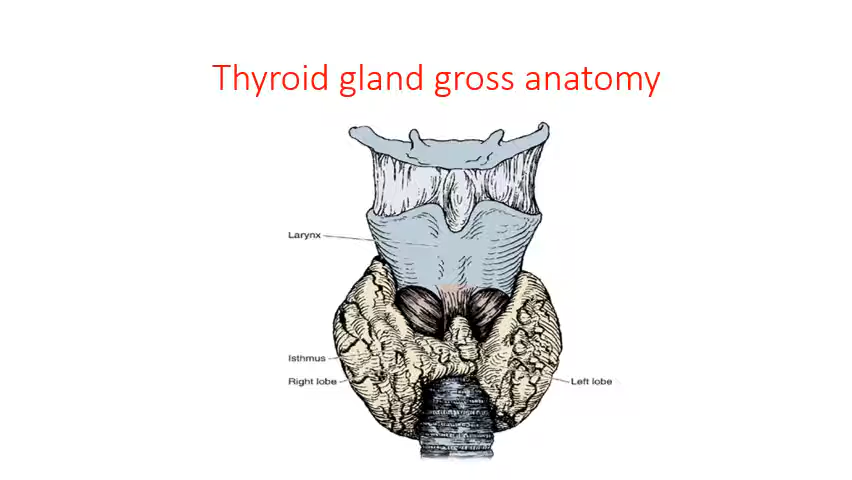 Thyroid gland gross anatomy
Larynx
Isthmus
Right lobe
Left lobe